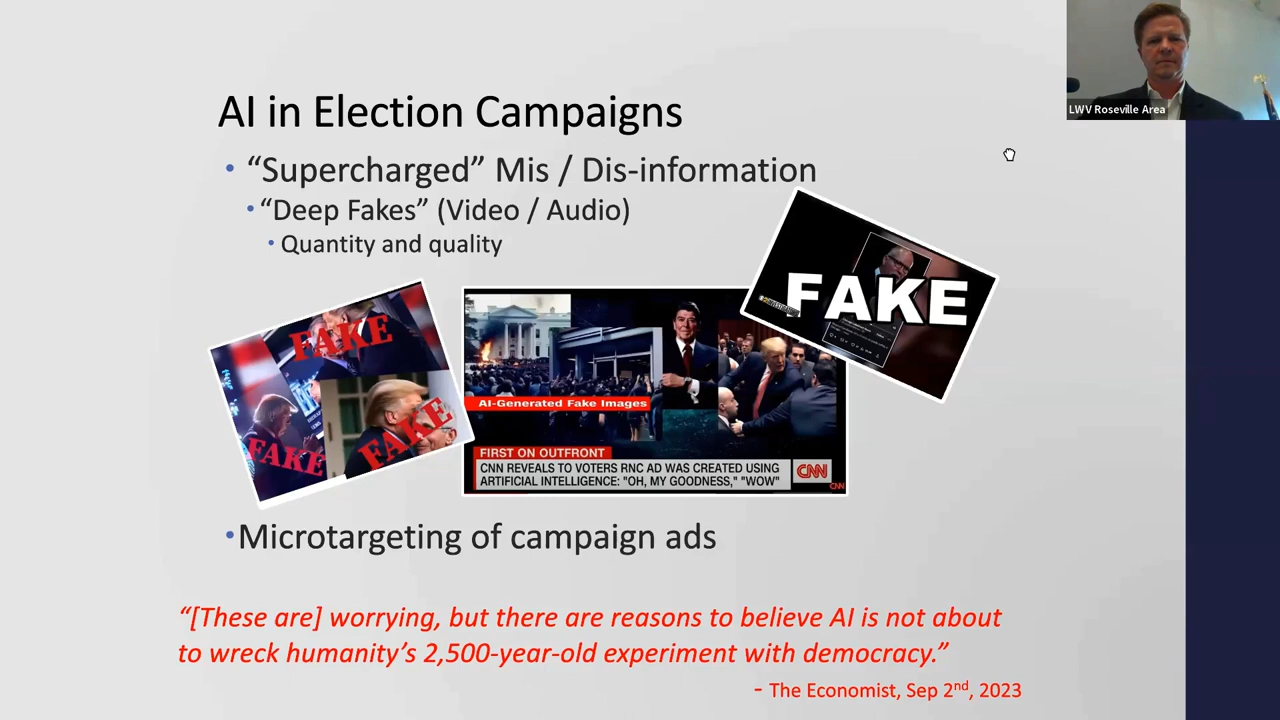 LWV Roseville Area
AI in Election Campaigns
• “Supercharged” Mis / Dis-information
• “Deep Fakes” (Video / Audio)
• Quantity and quality
FAKE
FAKE
FAKE
AI-Generated Fake Images
FIRST ON OUTFRONT
CNN REVEALS TO VOTERS RNC AD WAS CREATED USING
ARTIFICIAL INTELLIGENCE: "OH, MY GOODNESS," "WOW"
CNN
CNN
FAKE
•Microtargeting of campaign ads
“[These are] worrying, but there are reasons to believe AI is not about
to wreck humanity’s 2,500-year-old experiment with democracy.”
- The Economist, Sep 2nd, 2023